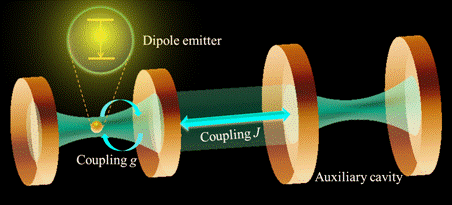 Dipole emitter
Coupling J
Coupling g
Auxiliary cavity